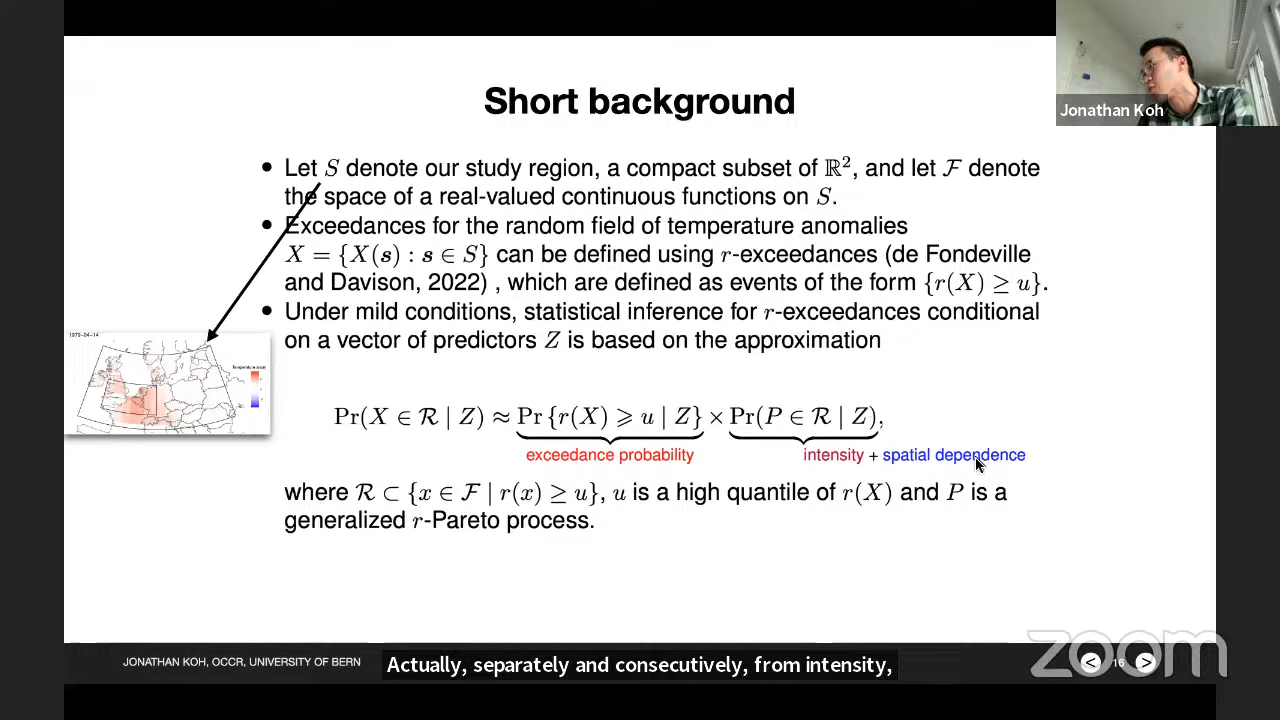 Jonathan Koh
Short background
• Let S denote our study region, a compact subset of ℝ², and let ℱ denote
the space of a real-valued continuous functions on S.
• Exceedances for the random field of temperature anomalies
X = {X(s) : s ∈ S} can be defined using r-exceedances (de Fondeville
and Davison, 2022) , which are defined as events of the form {r(X) ≥ u}.
• Under mild conditions, statistical inference for r-exceedances conditional
on a vector of predictors Z is based on the approximation
1979-04-14
Pr(X ∈ ℛ | Z) ≈ Pr {r(X) ⩾ u | Z} × Pr(P ∈ ℛ | Z),
exceedance probability
intensity + spatial dependence
where ℛ ⊂ {x ∈ ℱ | r(x) ≥ u}, u is a high quantile of r(X) and P is a
generalized r-Pareto process.
JONATHAN KOH, OCCR, UNIVERSITY OF BERN
Actually, separately and consecutively, from intensity,
< 16 >
zoom